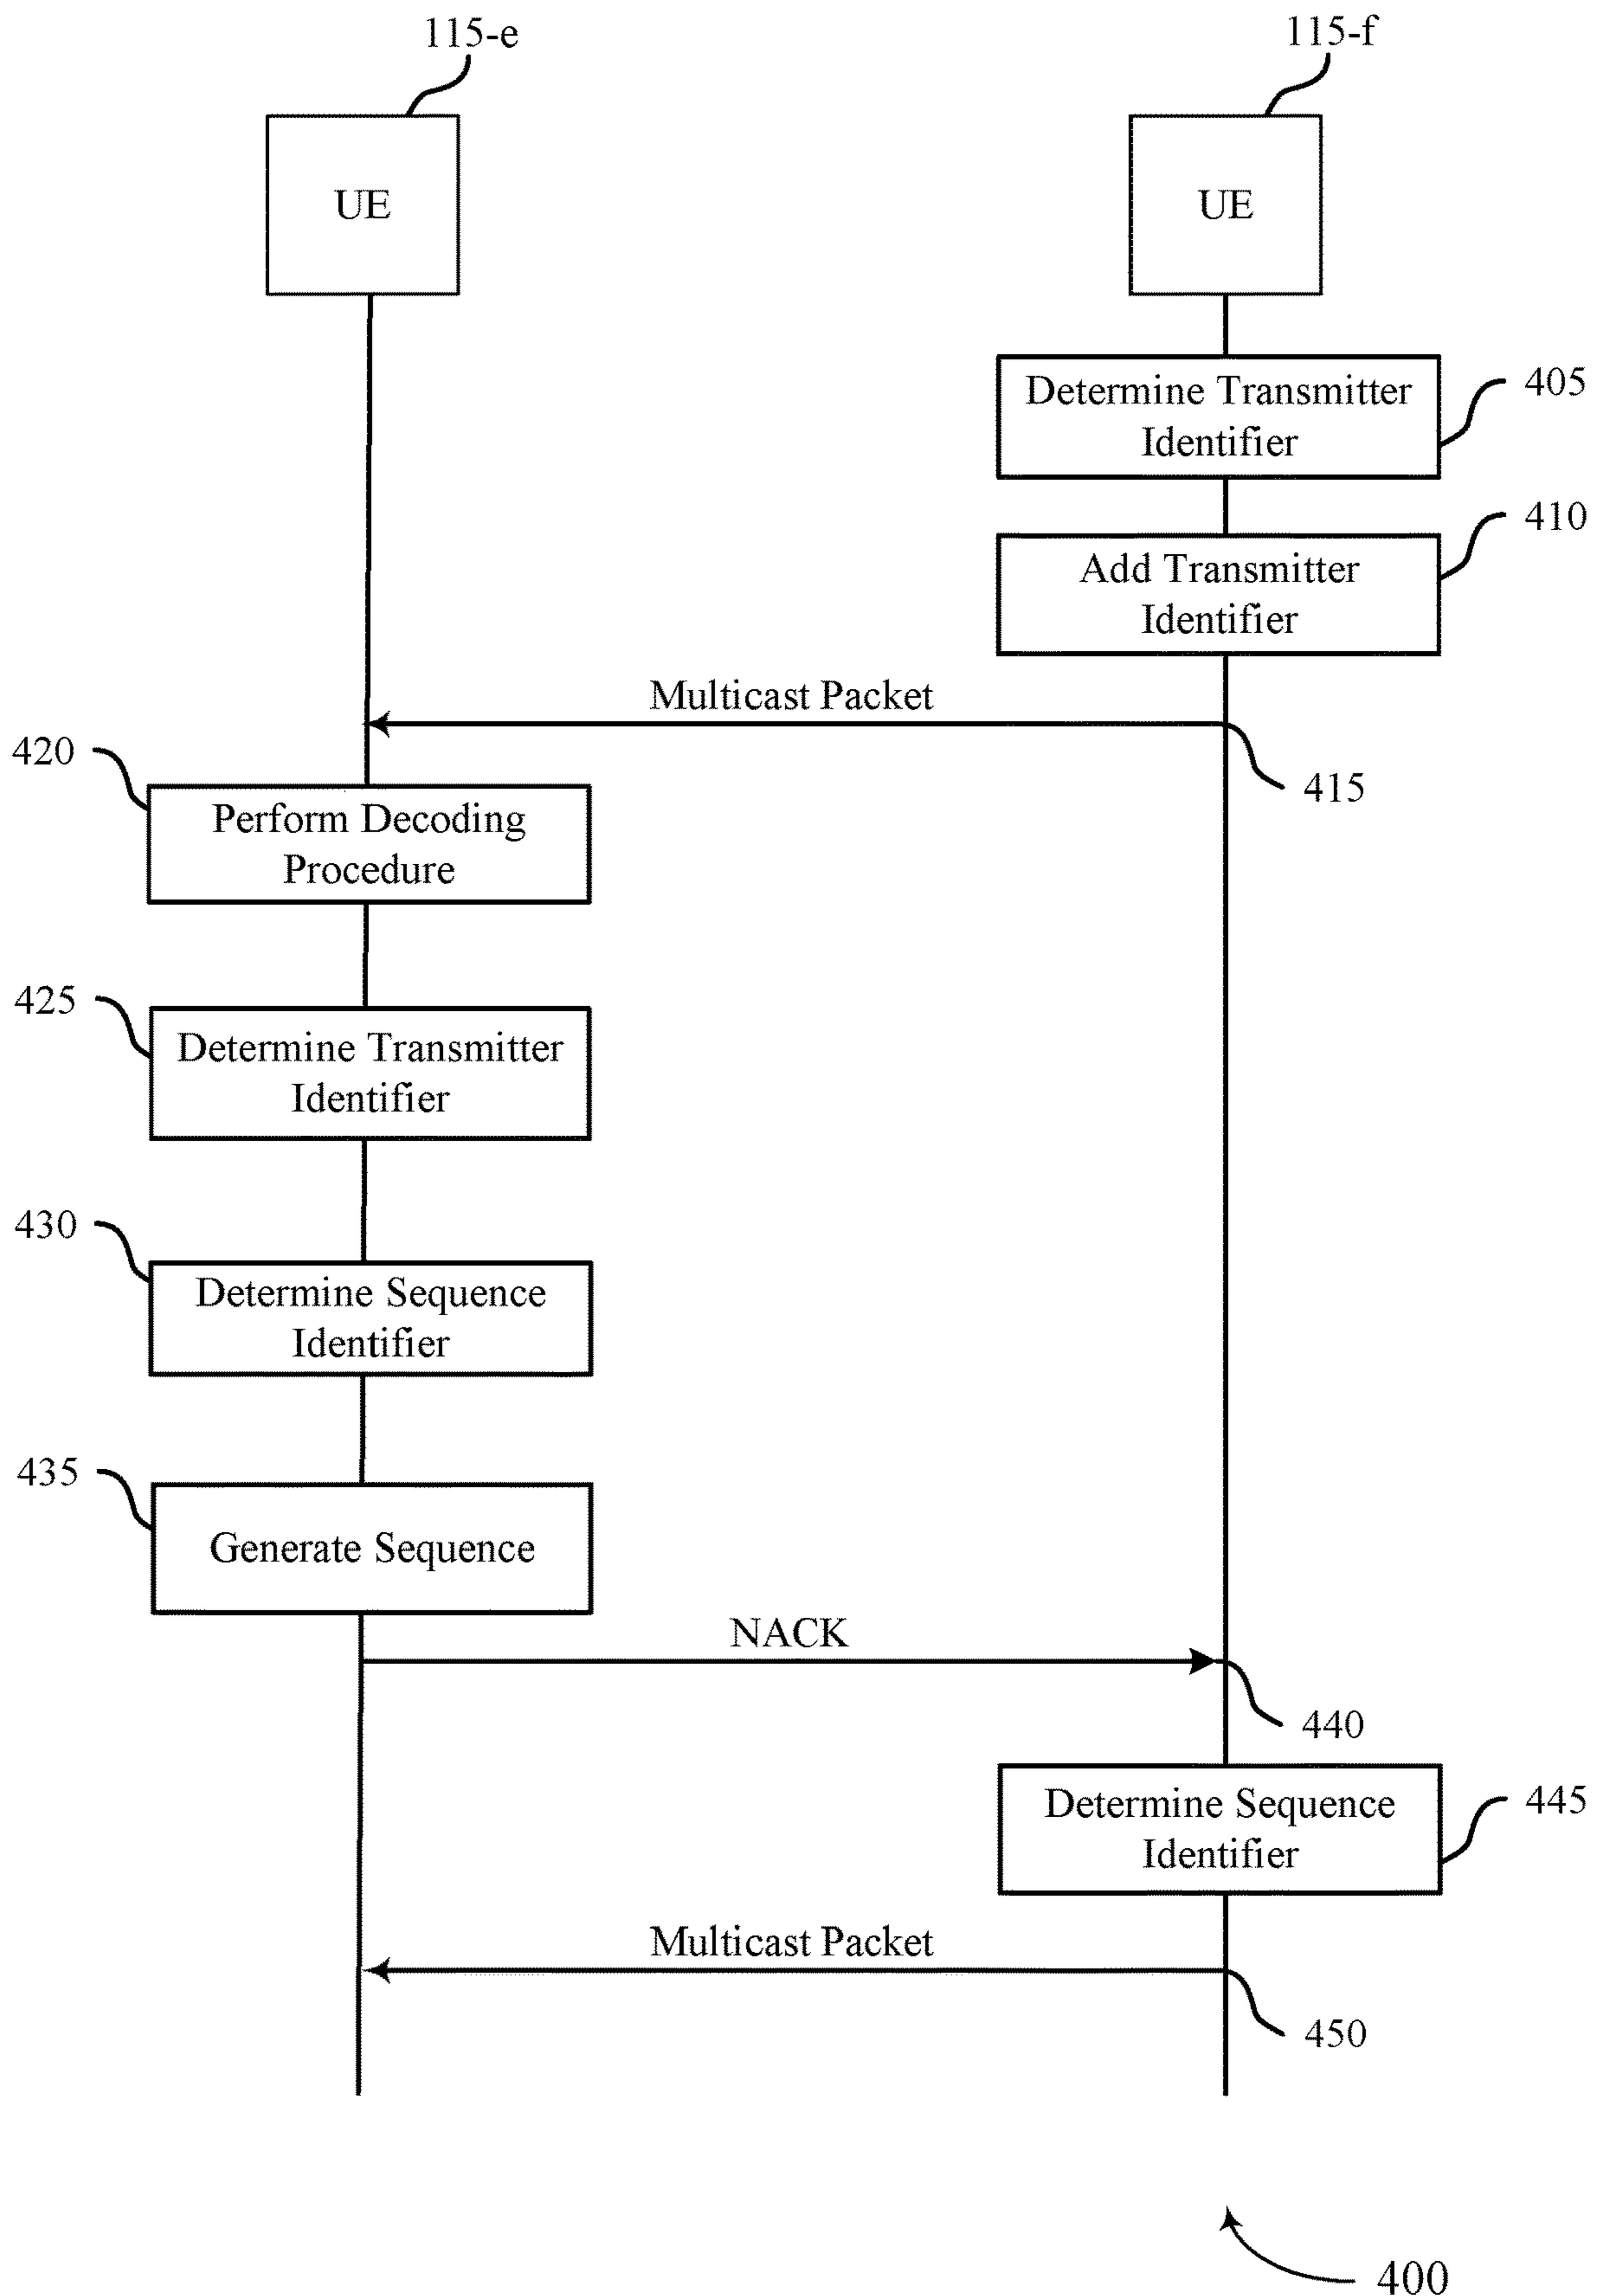 115-e
115-f
UE
UE
Determine Transmitter
Identifier
405
Add Transmitter
Identifier
410
Multicast Packet
415
420
Perform Decoding
Procedure
425
Determine Transmitter
Identifier
430
Determine Sequence
Identifier
435
Generate Sequence
NACK
440
Determine Sequence
Identifier
445
Multicast Packet
450
400